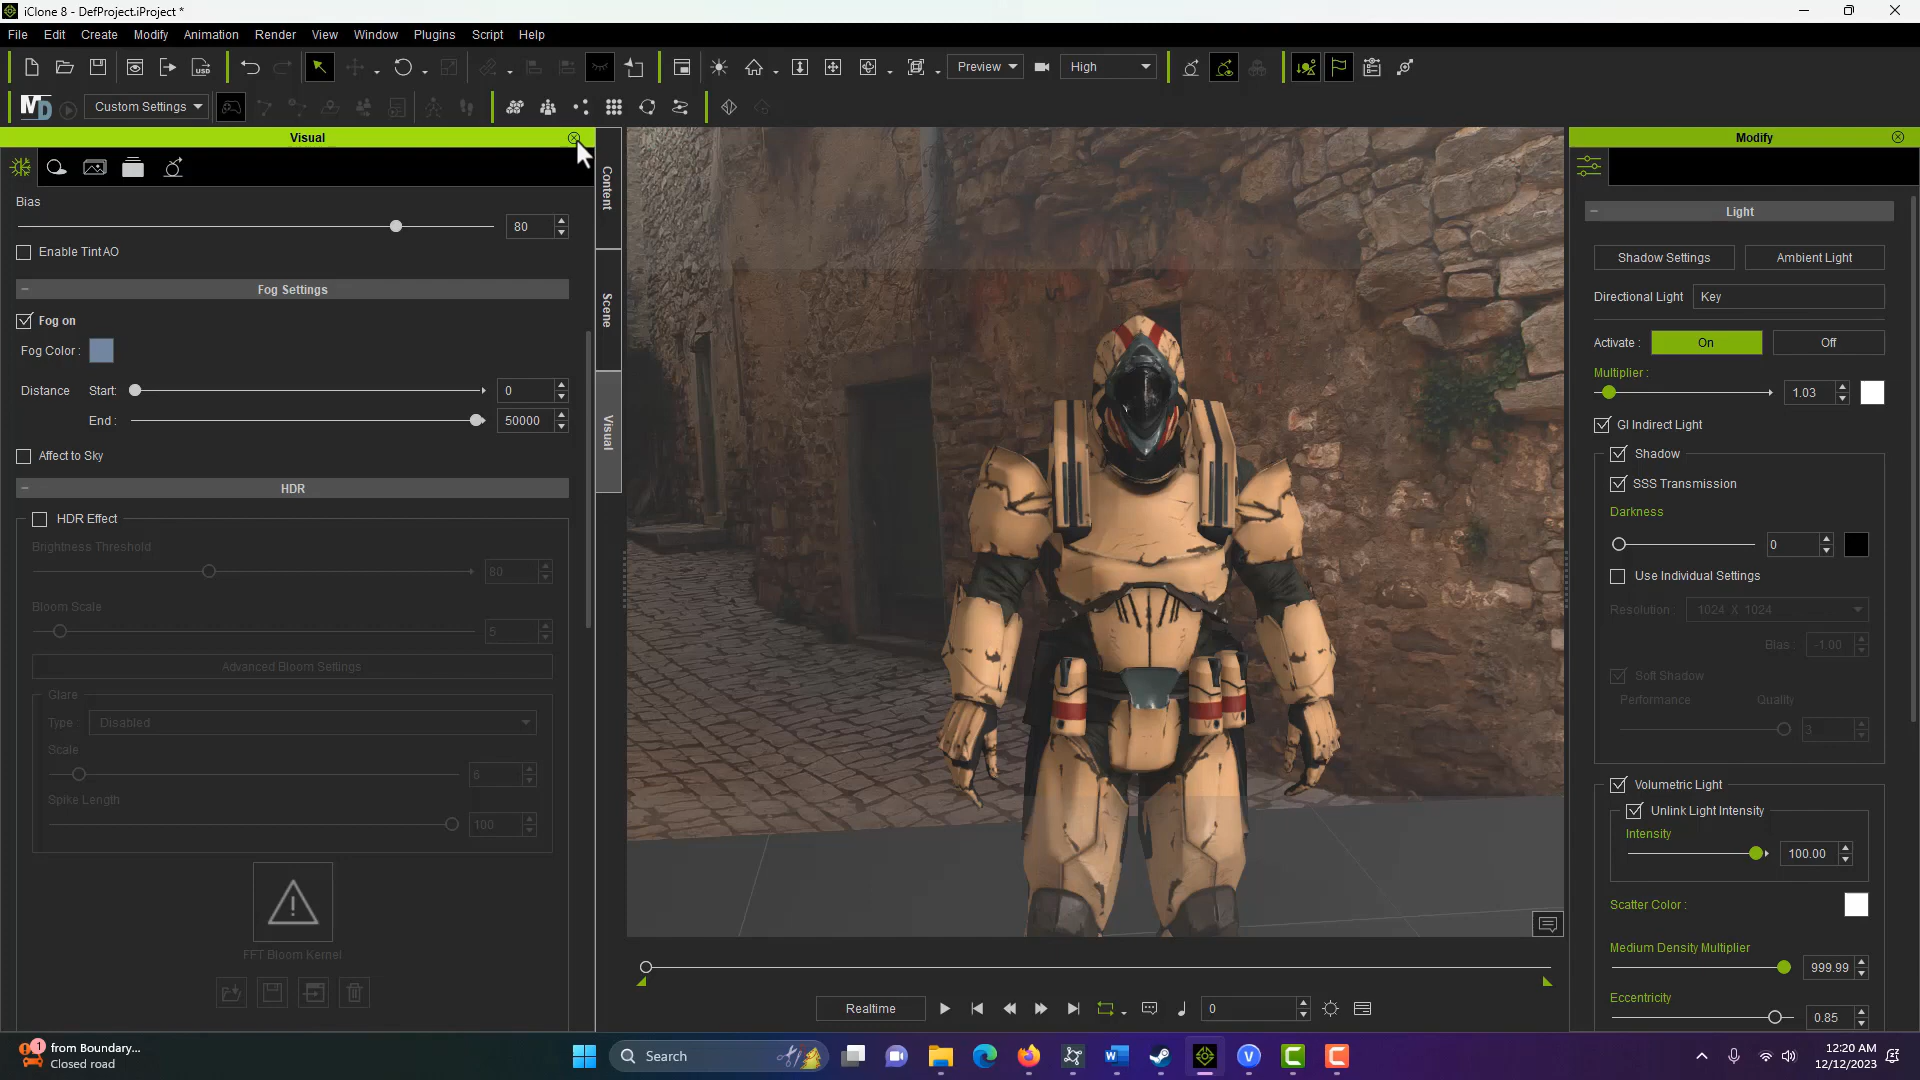 iClone 8 - DefProject.iProject *
File Edit Create Modify Animation Render View Window Plugins Script Help
Preview High
MD Custom Settings
Visual
Modify
Content
Scene
Visual
Bias
80
Enable Tint AO
Fog Settings
Fog on
Fog Color :
Distance Start: 0
End : 50000
Affect to Sky
HDR
HDR Effect
Brightness Threshold
80
Bloom Scale
5
Advanced Bloom Settings
Glare
Type : Disabled
Scale
6
Spike Length
100
FFT Bloom Kernel
Light
Shadow Settings Ambient Light
Directional Light Key
Activate : On Off
Multiplier :
1.03
GI Indirect Light
Shadow
SSS Transmission
Darkness
0
Use Individual Settings
Resolution : 1024 X 1024
Bias : -1.00
Soft Shadow
Performance Quality
3
Volumetric Light
Unlink Light Intensity
Intensity
100.00
Scatter Color :
Medium Density Multiplier
999.99
Eccentricity
0.85
Realtime 0
1 from Boundary...
Closed road
Search
12:20 AM
12/12/2023